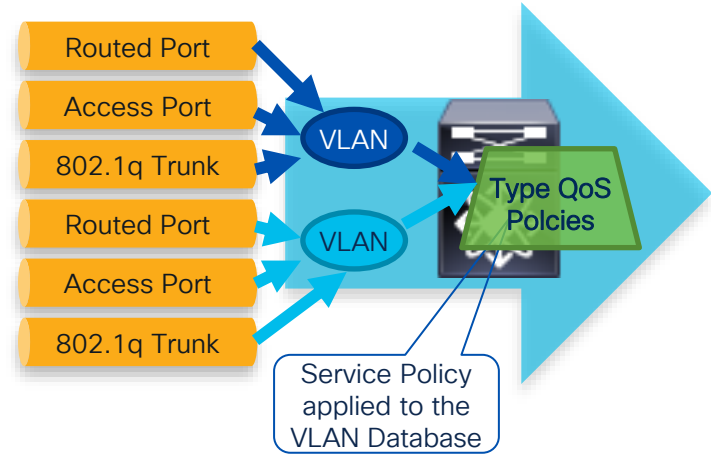 Routed Port
Access Port
802.1q Trunk
Routed Port
Access Port
802.1q Trunk
VLAN
VLAN
Type QoS
Polcies
Service Policy
applied to the
VLAN Database